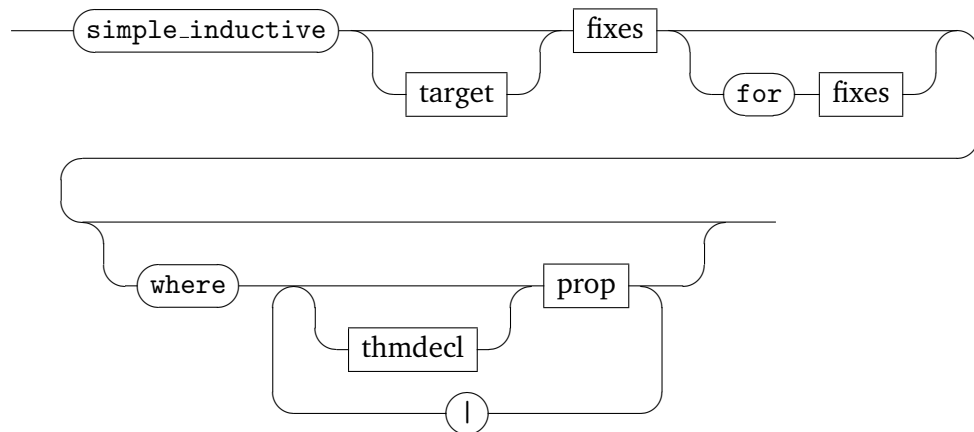 simple_inductive fixes
target for fixes
where prop
thmdecl
|